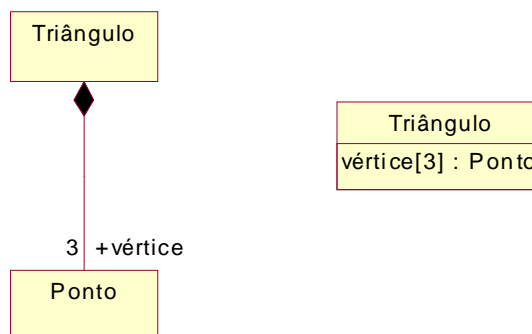 Triângulo
3 +vértice
Ponto
Triângulo
vértice[3] : Ponto